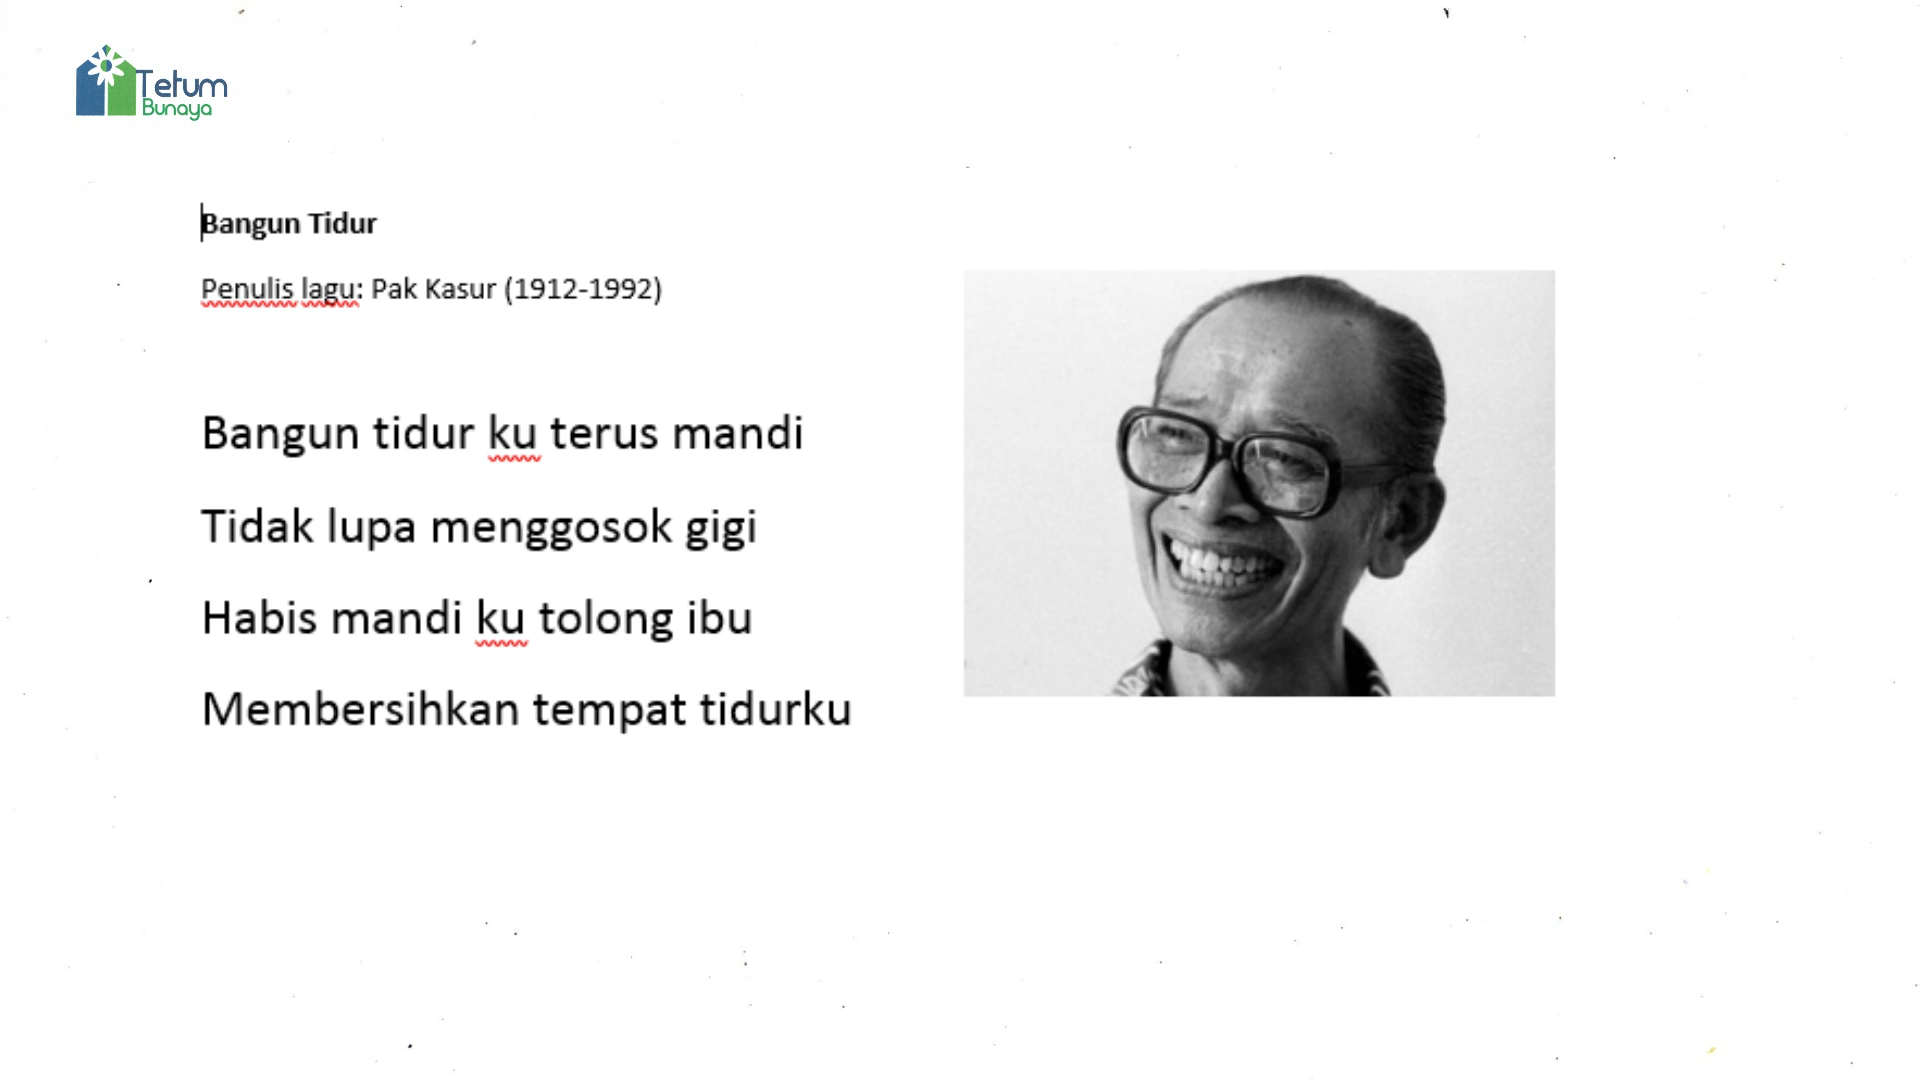 Tetum
Bunaya
Bangun Tidur
Penulis lagu: Pak Kasur (1912-1992)
Bangun tidur ku terus mandi
Tidak lupa menggosok gigi
Habis mandi ku tolong ibu
Membersihkan tempat tidurku